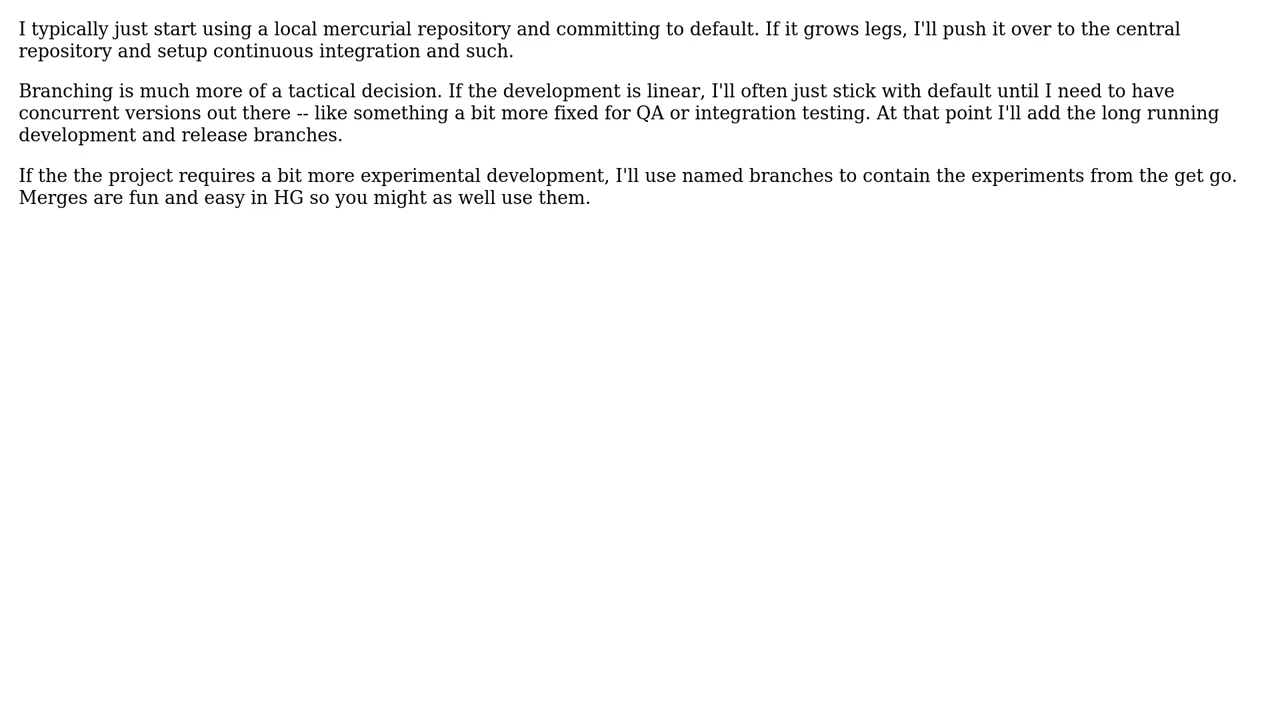 I typically just start using a local mercurial repository and committing to default. If it grows legs, I'll push it over to the central
repository and setup continuous integration and such.
Branching is much more of a tactical decision. If the development is linear, I'll often just stick with default until I need to have
concurrent versions out there -- like something a bit more fixed for QA or integration testing. At that point I'll add the long running
development and release branches.
If the the project requires a bit more experimental development, I'll use named branches to contain the experiments from the get go.
Merges are fun and easy in HG so you might as well use them.